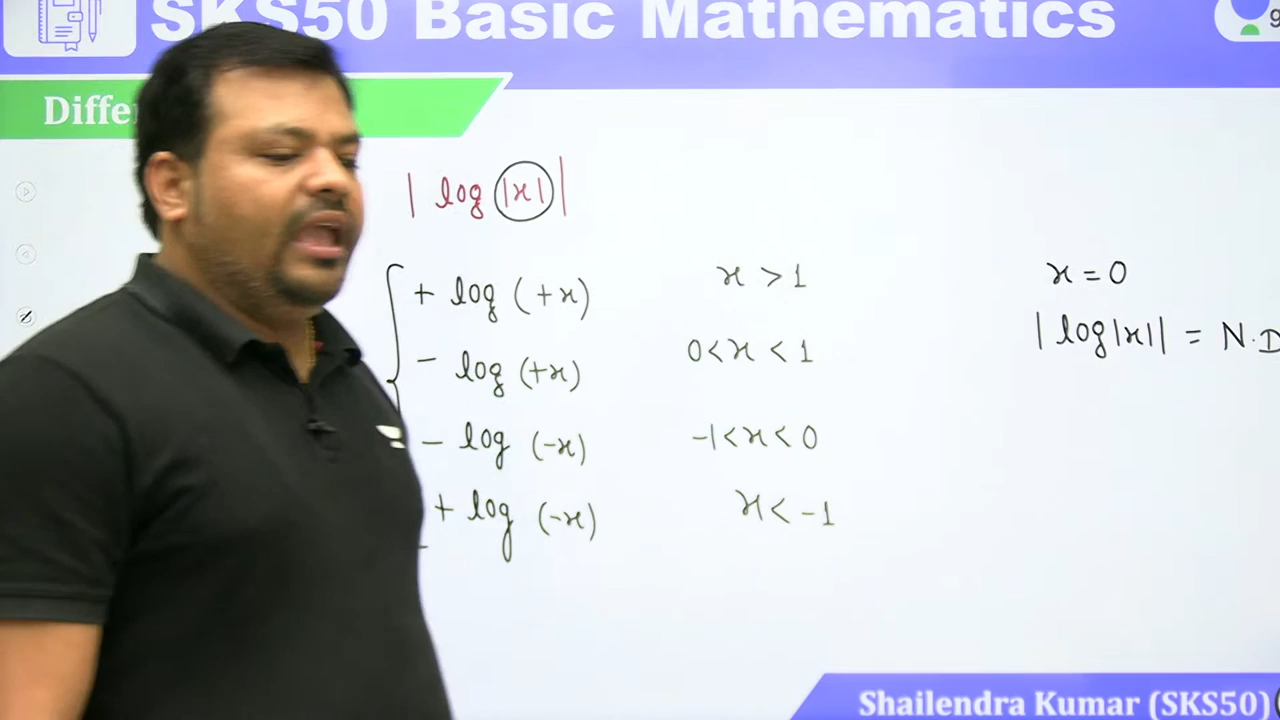 SKS50 Basic Mathematics
| log |x| |
+ log (+x) x > 1
- log (+x) 0 < x < 1
- log (-x) -1 < x < 0
+ log (-x) x < -1
x = 0
| log |x| | = N.D
Shailendra Kumar (SKS50)